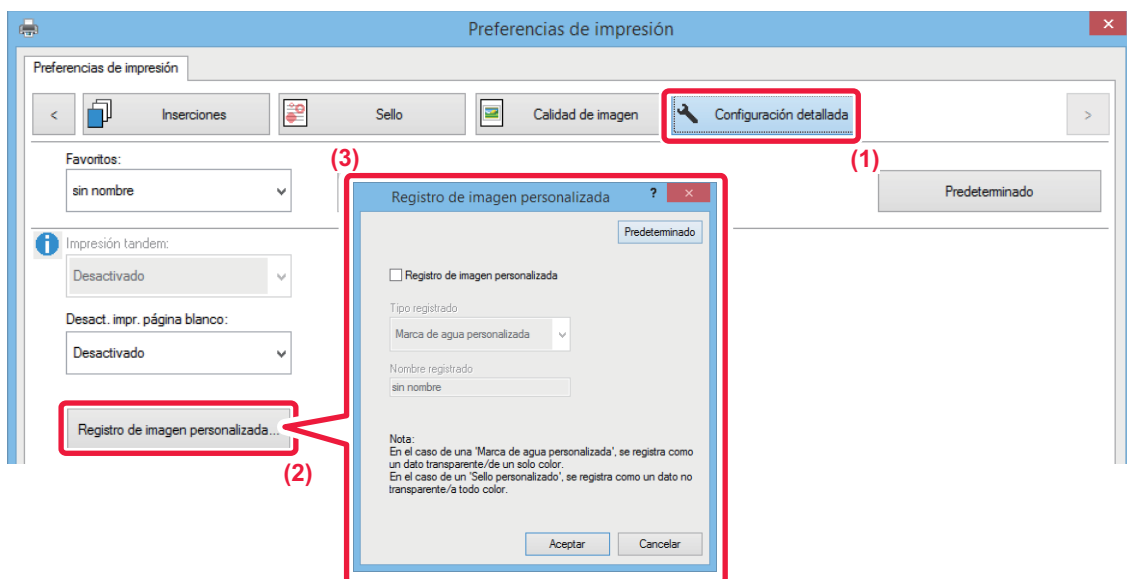 Preferencias de impresión
Preferencias de impresión
< Inserciones Sello Calidad de imagen Configuración detallada >
(1)
Favoritos:
sin nombre
Predeterminado
Impresión tandem:
Desactivado
Desact. impr. página blanco:
Desactivado
Registro de imagen personalizada...
(2)
(3)
Registro de imagen personalizada ?
Predeterminado
Registro de imagen personalizada
Tipo registrado
Marca de agua personalizada
Nombre registrado
sin nombre
Nota:
En el caso de una 'Marca de agua personalizada', se registra como
un dato transparente/de un solo color.
En el caso de un 'Sello personalizado', se registra como un dato no
transparente/a todo color.
Aceptar Cancelar